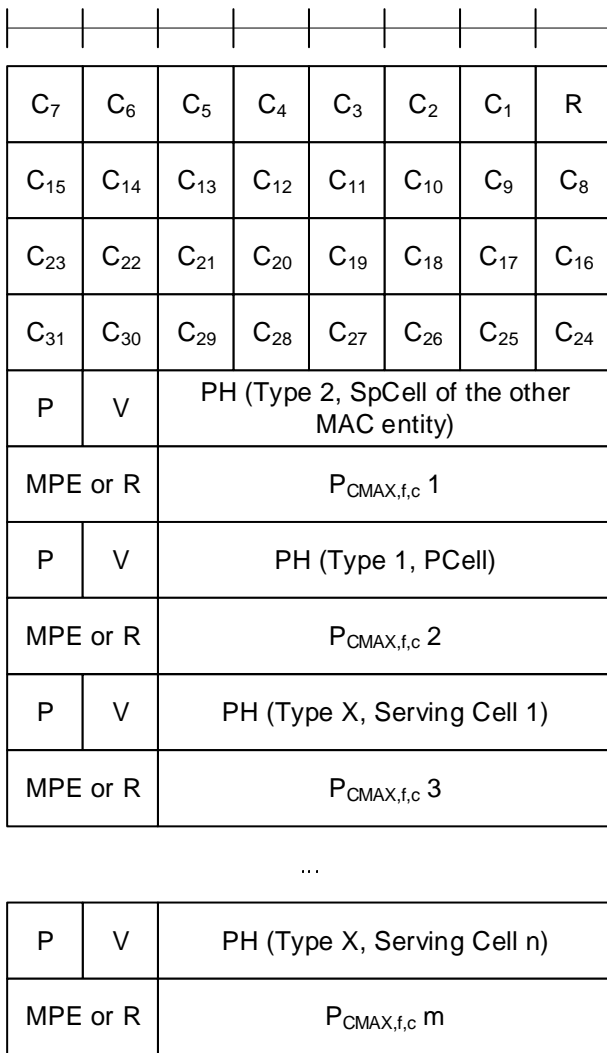 C7 C6 C5 C4 C3 C2 C1 R
C15 C14 C13 C12 C11 C10 C9 C8
C23 C22 C21 C20 C19 C18 C17 C16
C31 C30 C29 C28 C27 C26 C25 C24
P V PH (Type 2, SpCell of the other
MAC entity)
MPE or R PCMAX,f,c 1
P V PH (Type 1, PCell)
MPE or R PCMAX,f,c 2
P V PH (Type X, Serving Cell 1)
MPE or R PCMAX,f,c 3
...
P V PH (Type X, Serving Cell n)
MPE or R PCMAX,f,c m